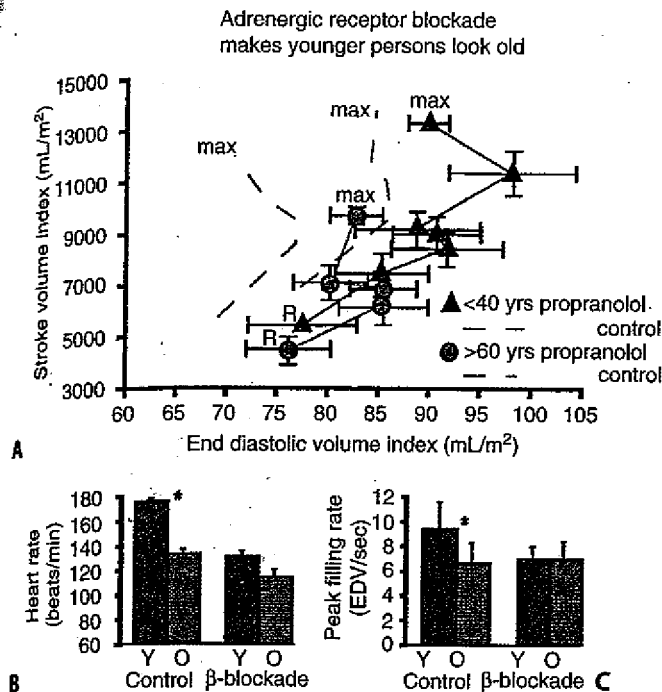 Adrenergic receptor blockade
makes younger persons look old
Stroke volume index (mL/m²)
15000
13000
11000
9000
7000
5000
3000
max
max
max
max
R
R
<40 yrs propranolol
control
>60 yrs propranolol
control
60 65 70 75 80 85 90 95 100 105
End diastolic volume index (mL/m²)
A
Heart rate
(beats/min)
180
160
140
120
100
80
60
*
Y O Y O
Control β-blockade
B
Peak filling rate
(EDV/sec)
12
10
8
6
4
2
0
*
Y O Y O
Control β-blockade
C